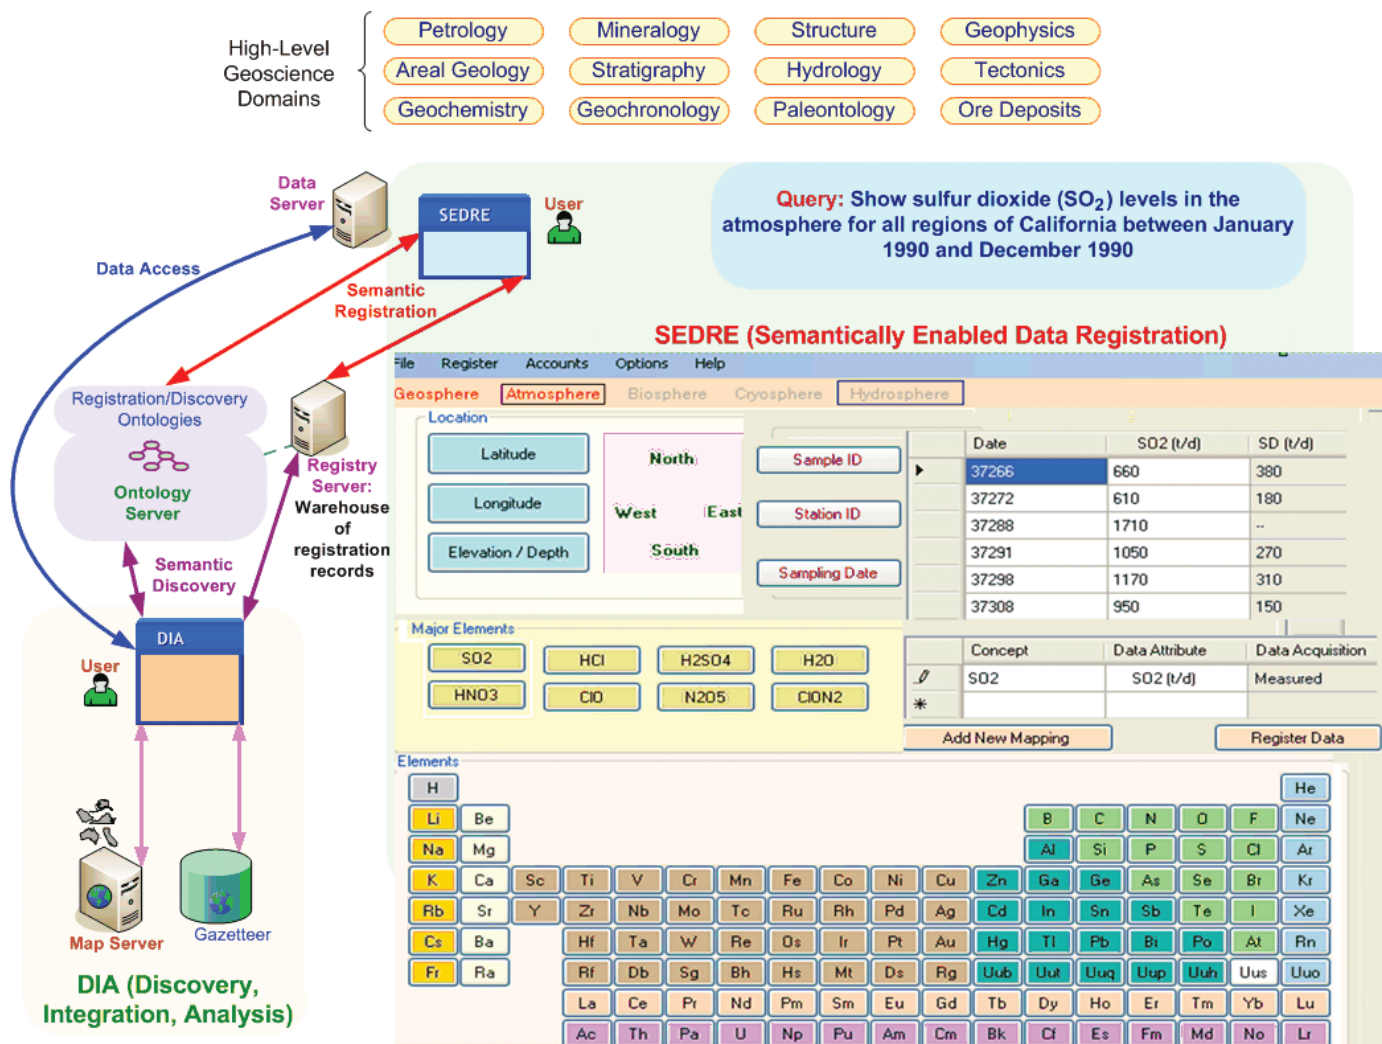 High-Level
Geoscience
Domains
Petrology Mineralogy Structure Geophysics
Areal Geology Stratigraphy Hydrology Tectonics
Geochemistry Geochronology Paleontology Ore Deposits
Data
Server
SEDRE
User
Query: Show sulfur dioxide (SO2) levels in the
atmosphere for all regions of California between January
1990 and December 1990
Data Access
Semantic
Registration
SEDRE (Semantically Enabled Data Registration)
File Register Accounts Options Help
Geosphere Atmosphere Biosphere Cryosphere Hydrosphere
Registration/Discovery
Ontologies
Ontology
Server
Registry
Server:
Warehouse
of
registration
records
Semantic
Discovery
DIA
User
Map Server
Gazetteer
DIA (Discovery,
Integration, Analysis)
Location
Latitude
Longitude
Elevation / Depth
North
West East
South
Sample ID
Station ID
Sampling Date
Date SO2 (t/d) SD (t/d)
37266 660 380
37272 610 180
37288 1710 --
37291 1050 270
37298 1170 310
37308 950 150
Major Elements
SO2 HCl H2SO4 H2O
HNO3 ClO N2O5 ClON2
Concept Data Attribute Data Acquisition
SO2 SO2 (t/d) Measured
*
Add New Mapping Register Data
Elements
H He
Li Be B C N O F Ne
Na Mg Al Si P S Cl Ar
K Ca Sc Ti V Cr Mn Fe Co Ni Cu Zn Ga Ge As Se Br Kr
Rb Sr Y Zr Nb Mo Tc Ru Rh Pd Ag Cd In Sn Sb Te I Xe
Cs Ba Hf Ta W Re Os Ir Pt Au Hg Tl Pb Bi Po At Rn
Fr Ra Rf Db Sg Bh Hs Mt Ds Rg Uub Uut Uuq Uup Uuh Uus Uuo
La Ce Pr Nd Pm Sm Eu Gd Tb Dy Ho Er Tm Yb Lu
Ac Th Pa U Np Pu Am Cm Bk Cf Es Fm Md No Lr